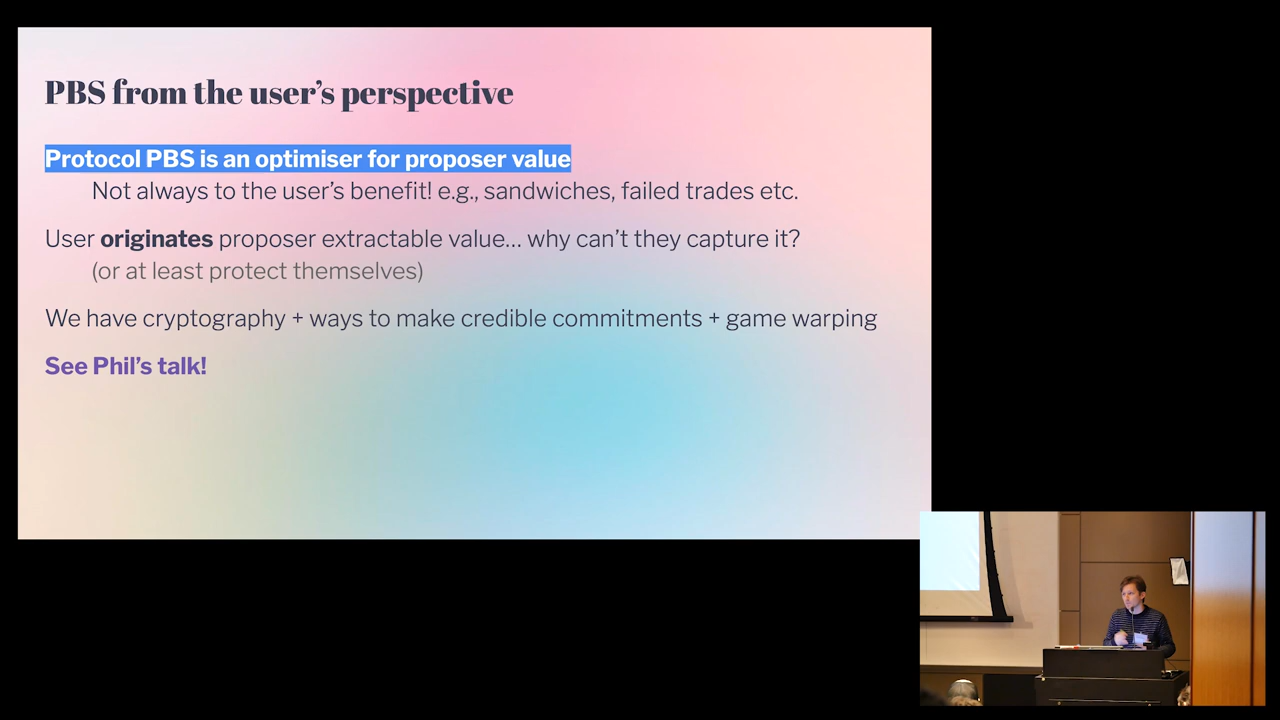 PBS from the user’s perspective
Protocol PBS is an optimiser for proposer value
Not always to the user’s benefit! e.g., sandwiches, failed trades etc.
User originates proposer extractable value... why can’t they capture it?
(or at least protect themselves)
We have cryptography + ways to make credible commitments + game warping
See Phil’s talk!